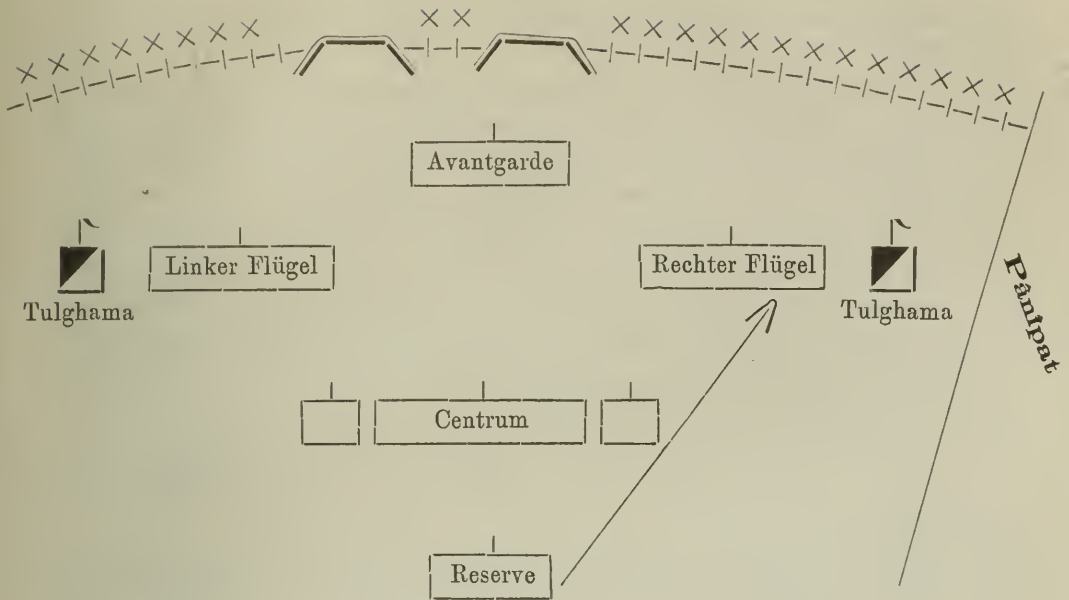 Avantgarde
Linker Flügel
Rechter Flügel
Tulghama
Tulghama
Pânipat
Centrum
Reserve